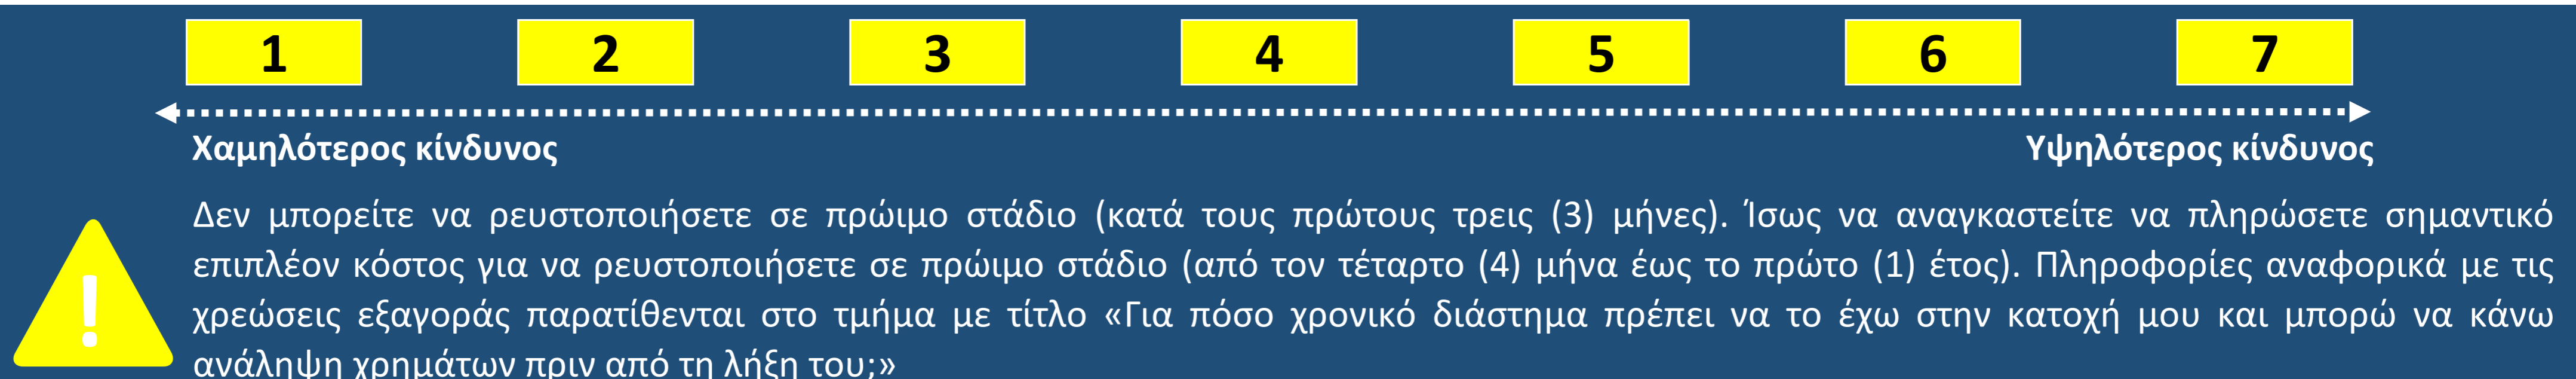 1 2 3 4 5 6 7
Χαμηλότερος κίνδυνος Υψηλότερος κίνδυνος
Δεν μπορείτε να ρευστοποιήσετε σε πρώιμο στάδιο (κατά τους πρώτους τρεις (3) μήνες). Ίσως να αναγκαστείτε να πληρώσετε σημαντικό
επιπλέον κόστος για να ρευστοποιήσετε σε πρώιμο στάδιο (από τον τέταρτο (4) μήνα έως το πρώτο (1) έτος). Πληροφορίες αναφορικά με τις
χρεώσεις εξαγοράς παρατίθενται στο τμήμα με τίτλο «Για πόσο χρονικό διάστημα πρέπει να το έχω στην κατοχή μου και μπορώ να κάνω
ανάληψη χρημάτων πριν από τη λήξη του;»
!